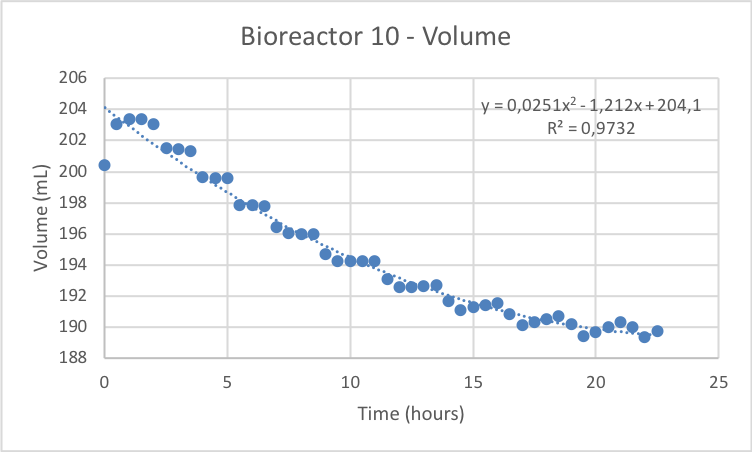 Bioreactor 10 - Volume
206
204
202
200
198
196
194
192
190
188
Volume (mL)
y = 0,0251x² - 1,212x + 204,1
R² = 0,9732
0 5 10 15 20 25
Time (hours)